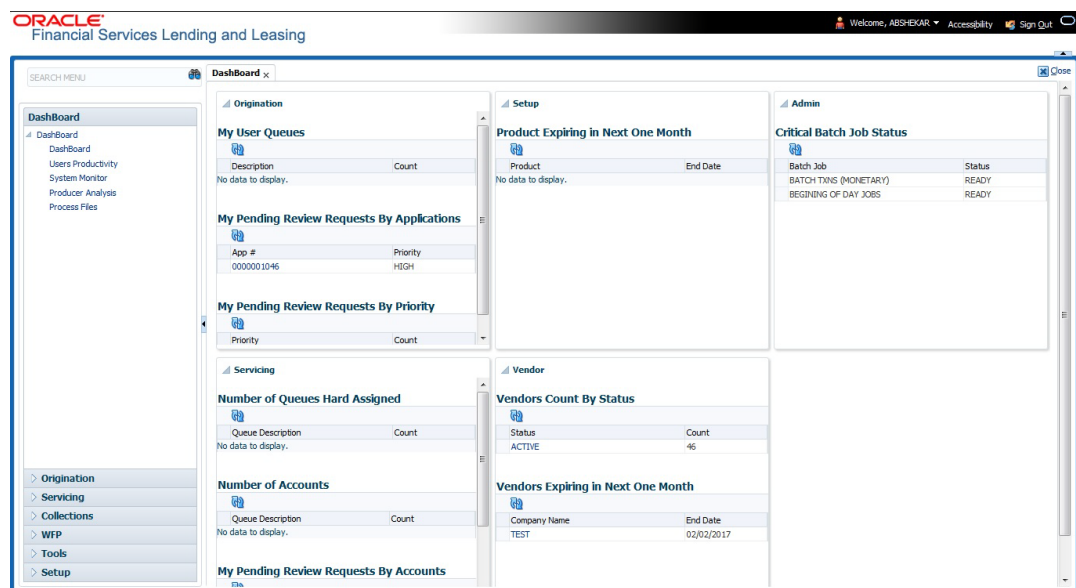 ORACLE
Financial Services Lending and Leasing
Welcome, ABSHEKAR
Accessibility
Sign Out
SEARCH MENU
DashBoard
DashBoard
DashBoard
Users Productivity
System Monitor
Producer Analysis
Process Files
Origination
Servicing
Collections
WFP
Tools
Setup
DashBoard x
Close
Origination
My User Queues
Description Count
No data to display.
My Pending Review Requests By Applications
App # Priority
0000001046 HIGH
My Pending Review Requests By Priority
Priority Count
Setup
Product Expiring in Next One Month
Product End Date
No data to display.
Admin
Critical Batch Job Status
Batch Job Status
BATCH TXNS (MONETARY) READY
BEGINING OF DAY JOBS READY
Servicing
Number of Queues Hard Assigned
Queue Description Count
No data to display.
Number of Accounts
Queue Description Count
No data to display.
My Pending Review Requests By Accounts
Vendor
Vendors Count By Status
Status Count
ACTIVE 46
Vendors Expiring in Next One Month
Company Name End Date
TEST 02/02/2017